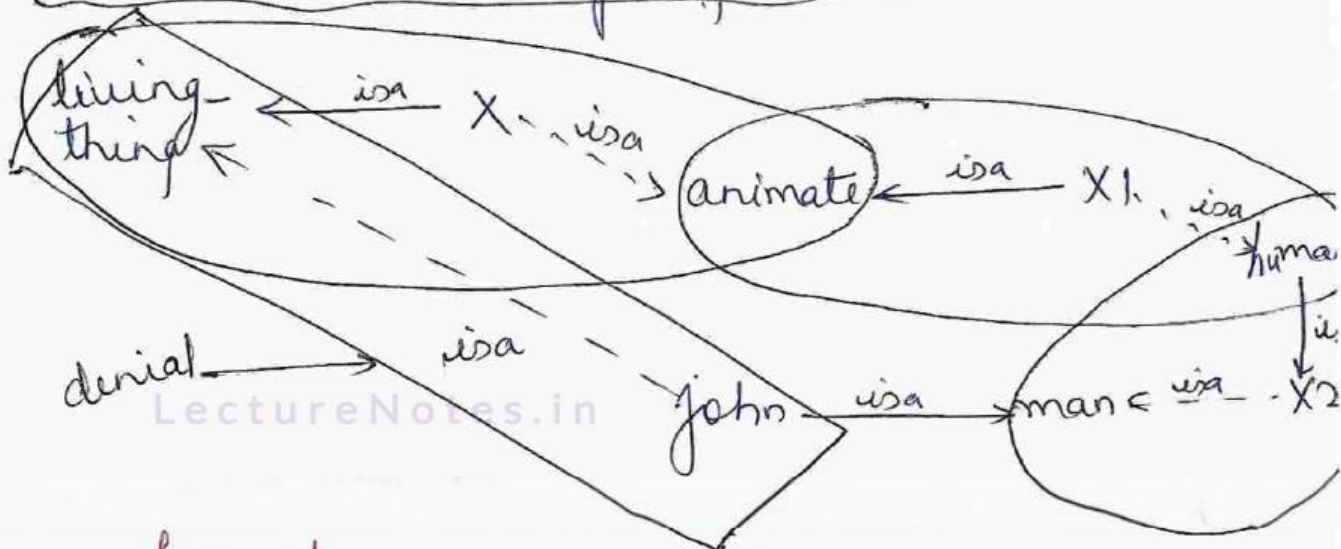 living isa X isa
thing animate isa X1 isa
huma
i
denial isa john isa man isa X2
LectureNotes.in